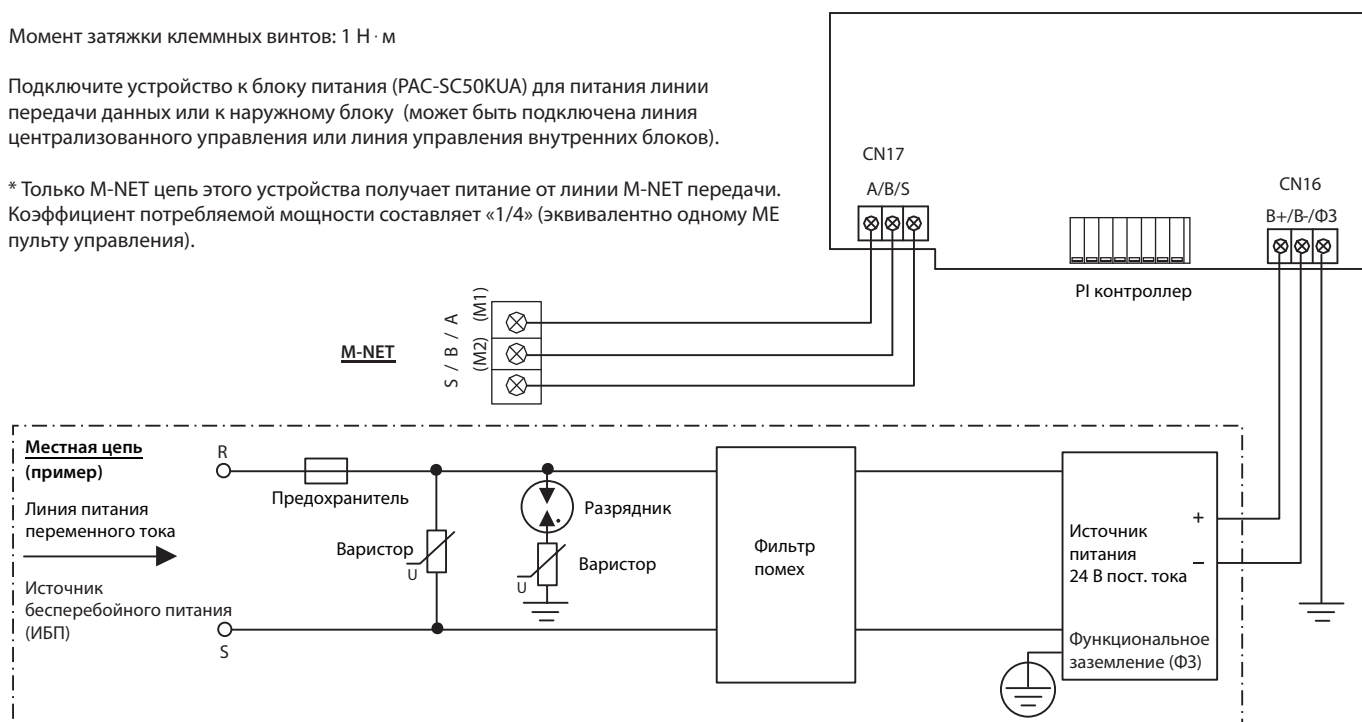 Момент затяжки клеммных винтов: 1 Н · м
Подключите устройство к блоку питания (PAC-SC50KUA) для питания линии
передачи данных или к наружному блоку (может быть подключена линия
централизованного управления или линия управления внутренних блоков).
* Только M-NET цепь этого устройства получает питание от линии M-NET передачи.
Коэффициент потребляемой мощности составляет «1/4» (эквивалентно одному ME
пульту управления).
CN17
A/B/S
CN16
B+/B-/ФЗ
PI контроллер
M-NET
S / B / A
(M2) (M1)
Местная цепь
(пример)
Линия питания
переменного тока
Источник
бесперебойного питания
(ИБП)
R
S
Предохранитель
Варистор
U
Разрядник
Варистор
U
Фильтр
помех
Источник
питания
24 В пост. тока
+
−
Функциональное
заземление (ФЗ)